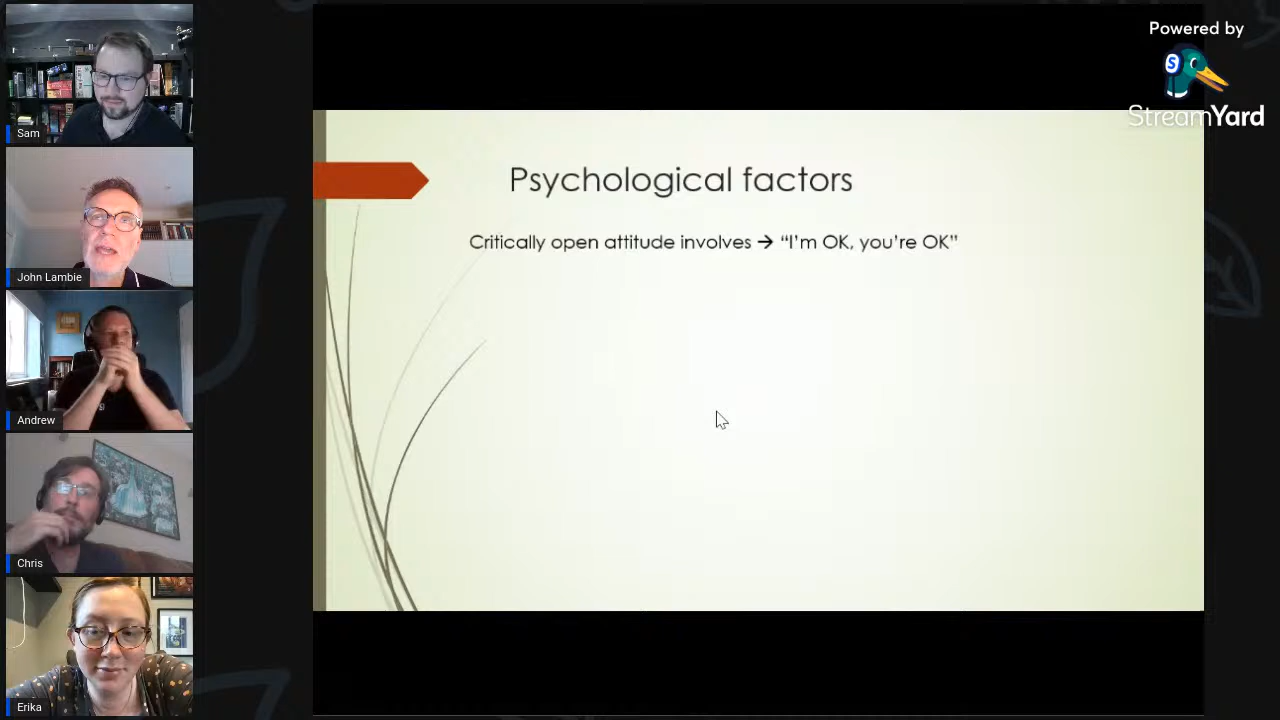 Sam
John Lambie
Andrew
Chris
Erika
Psychological factors
Critically open attitude involves → “I’m OK, you’re OK”
Powered by
S
StreamYard